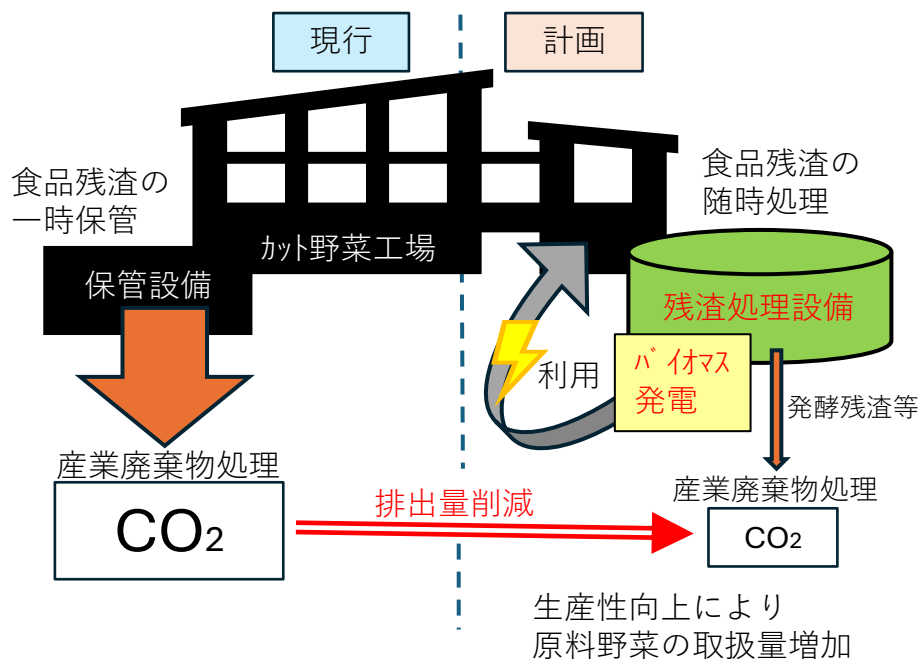 現行
計画
食品残渣の
一時保管
食品残渣の
随時処理
ｶｯﾄ野菜工場
保管設備
残渣処理設備
ﾊﾞｲｵﾏｽ
発電
利用
発酵残渣等
産業廃棄物処理
CO₂
排出量削減
産業廃棄物処理
CO₂
生産性向上により
原料野菜の取扱量増加